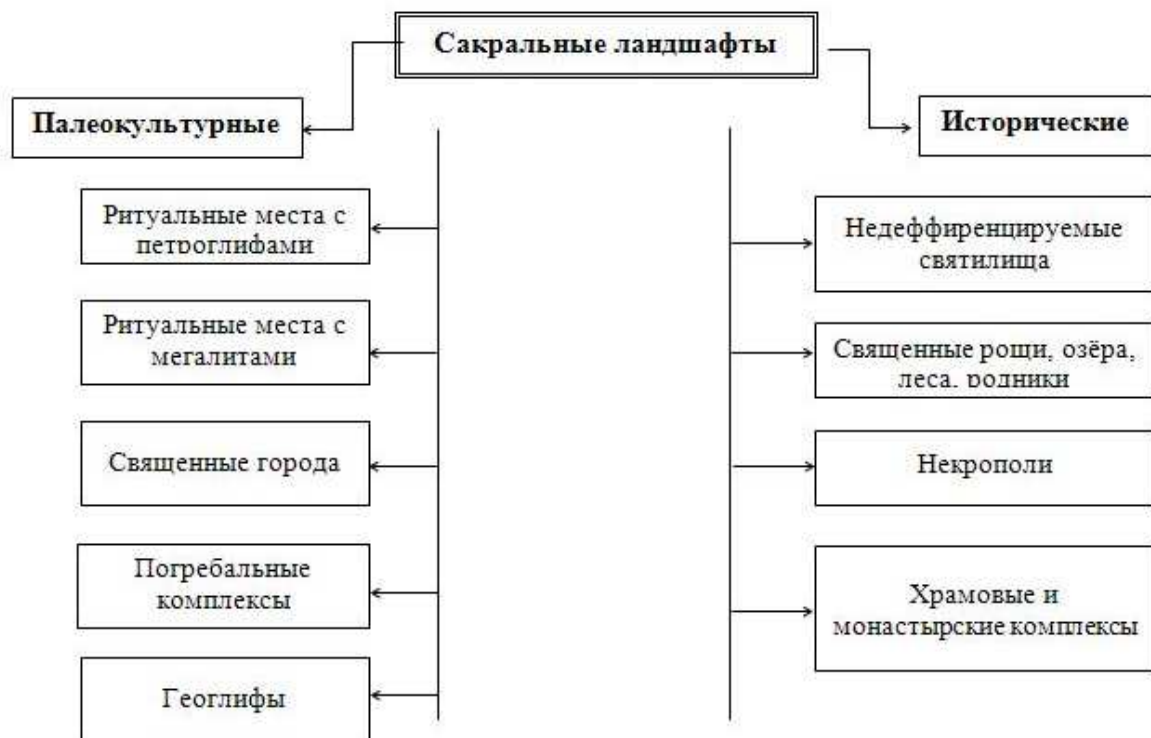 Сакральные ландшафты
Палеокультурные
Исторические
Ритуальные места с
петроглифами
Ритуальные места с
мегалитами
Священные города
Погребальные
комплексы
Геоглифы
Недеффиренцируемые
святилища
Священные рощи, озёра,
леса, родники
Некрополи
Храмовые и
монастырские комплексы